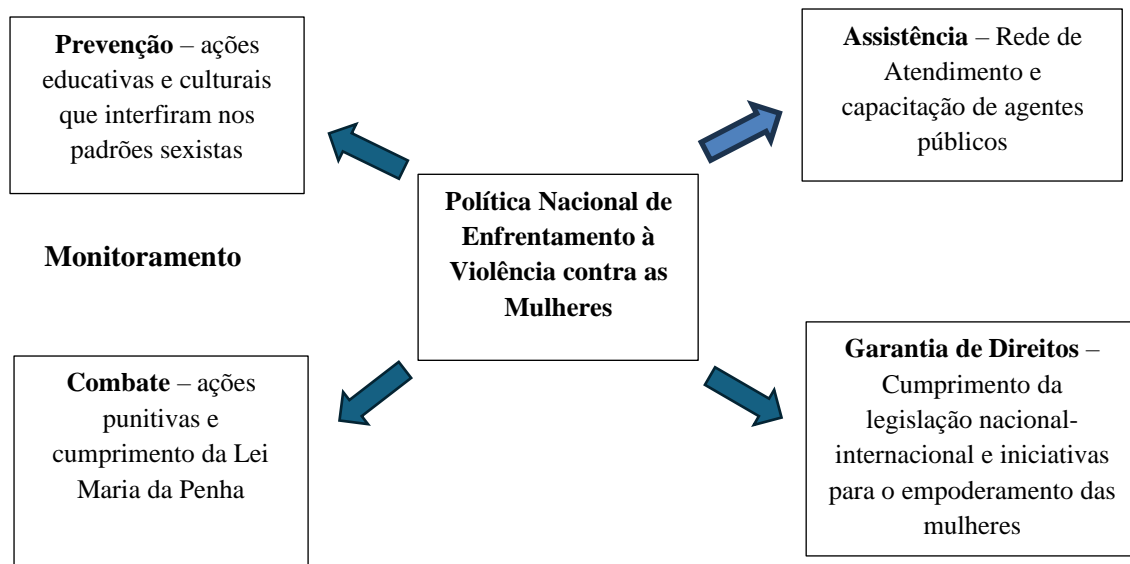 Prevenção – ações
educativas e culturais
que interfiram nos
padrões sexistas
Assistência – Rede de
Atendimento e
capacitação de agentes
públicos
Política Nacional de
Enfrentamento à
Violência contra as
Mulheres
Monitoramento
Combate – ações
punitivas e
cumprimento da Lei
Maria da Penha
Garantia de Direitos –
Cumprimento da
legislação nacional-
internacional e iniciativas
para o empoderamento das
mulheres